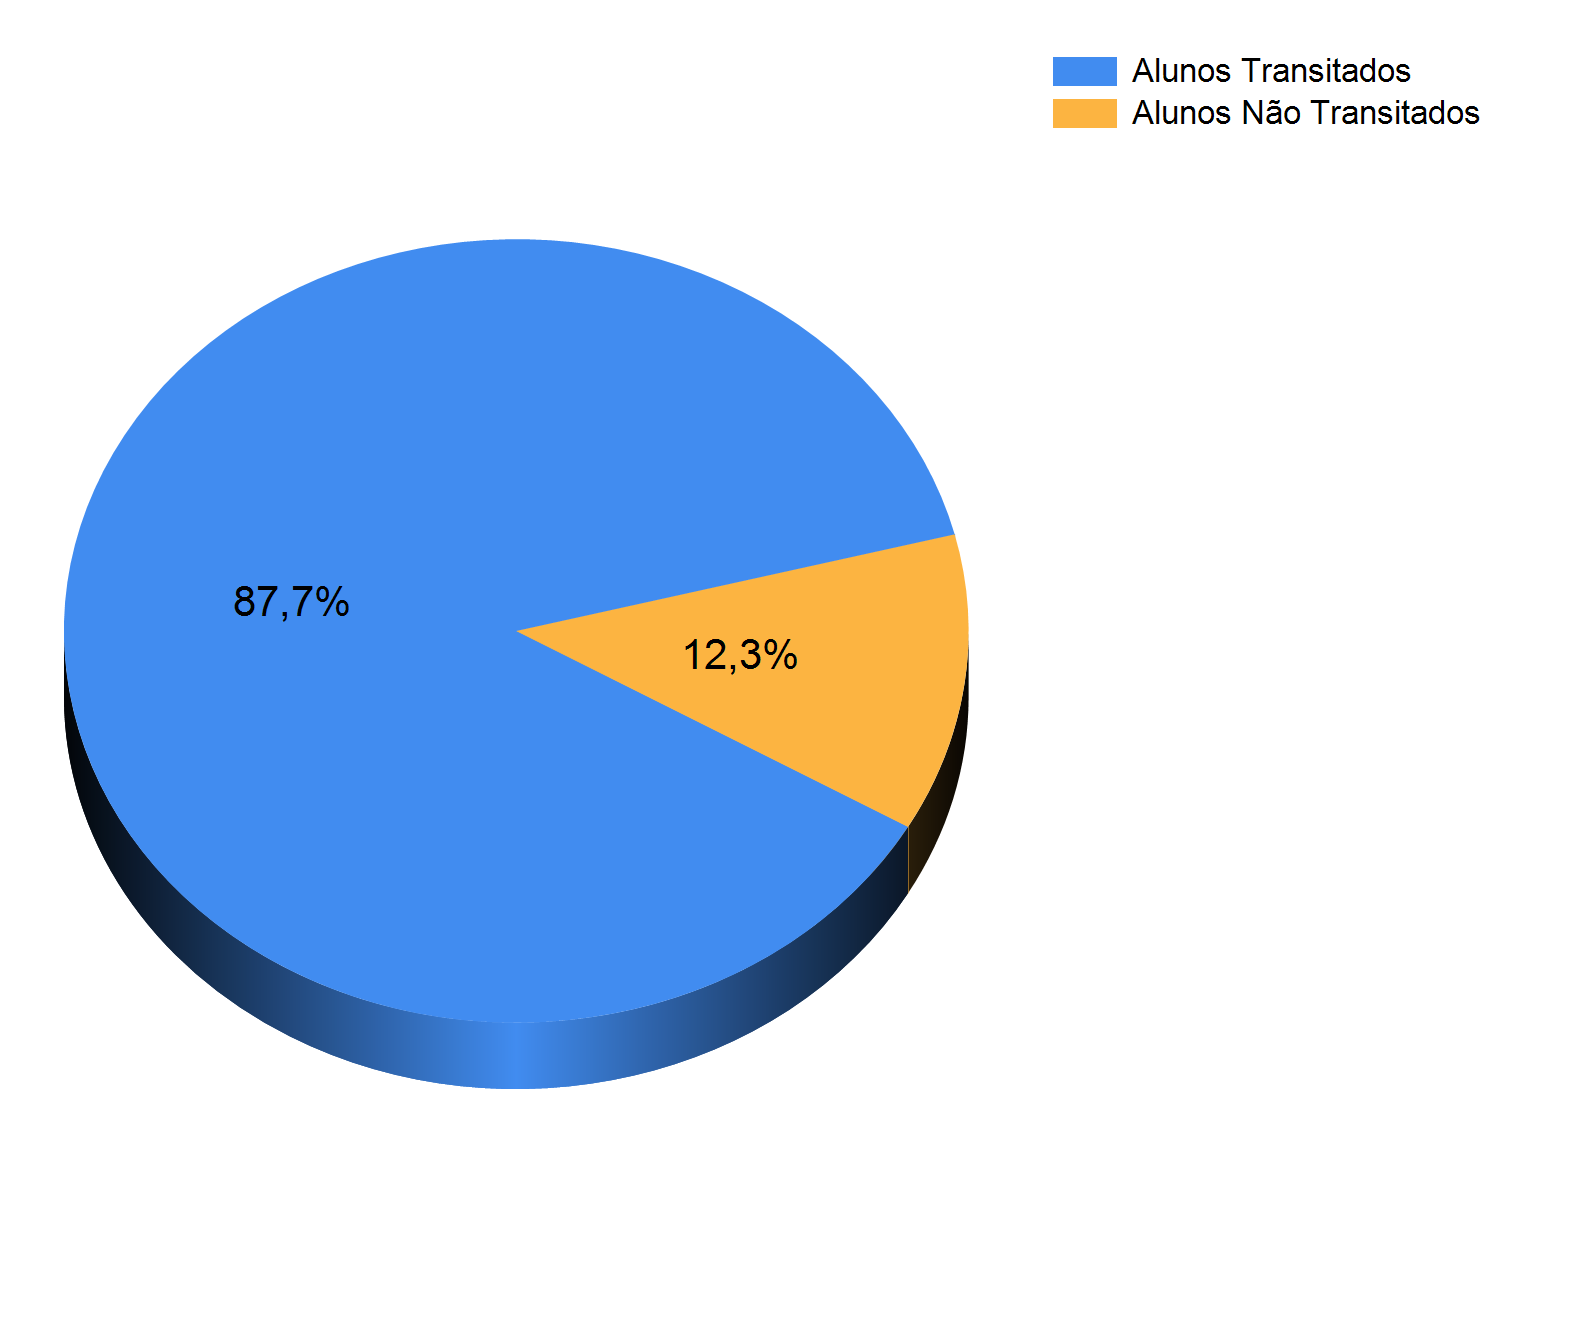 Alunos Transitados
Alunos Não Transitados
87,7%
12,3%